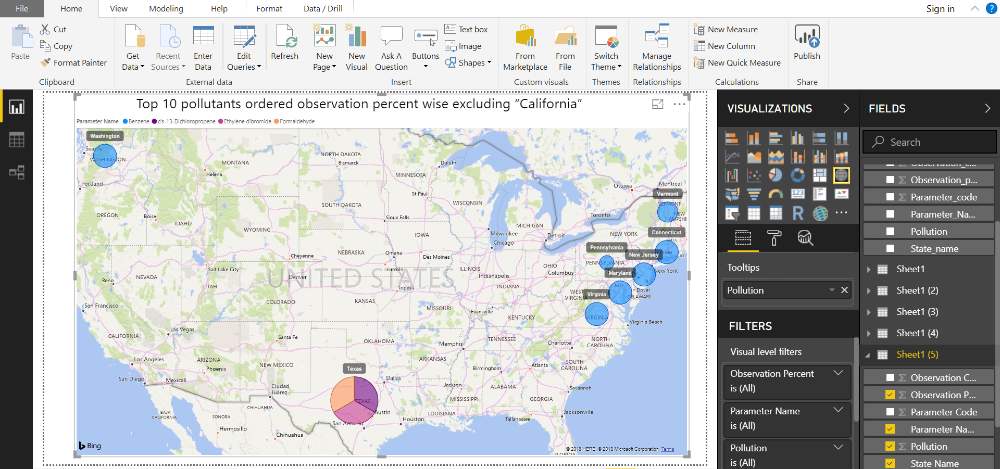 File Home View Modeling Help Format Data / Drill Sign in ?
Paste
Cut
Copy
Format Painter
Clipboard
Get Data
Recent Sources
Enter Data
External data
Edit Queries
Refresh
New Page
New Visual
Ask A Question
Buttons
Text box
Image
Shapes
Insert
From Marketplace
From File
Custom visuals
Switch Theme
Themes
Manage Relationships
Relationships
New Measure
New Column
New Quick Measure
Calculations
Publish
Share
Top 10 pollutants ordered observation percent wise excluding “California”
Parameter Name Benzene cis-13-Dichloropropene Ethylene dibromide Formaldehyde
Washington
Seattle
WASHINGTON
Portland
OREGON
MONTANA
Helena
Boise
IDAHO
WYOMING
NORTH DAKOTA
Bismarck
SOUTH DAKOTA
MINNESOTA
Duluth
St Paul
WISCONSIN
Sioux Falls
IOWA
Milwaukee
Chicago
MICHIGAN
Detroit
Toronto
Ottawa
Montreal
Vermont
VERMONT
NEW HAMPSHI
Connecticut
MASS
CONN
R I
NEW YORK
Pennsylvania
PENNSYLVANIA
New Jersey
New York
N.J.
Maryland
MD.
Dover
DELAWARE
Virginia
VIRGINIA
WEST VIRGINIA
Virginia Beach
NEBRASKA
Omaha
Des Moines
Lincoln
Cheyenne
Salt Lake City
UNITED STATES
NEVADA
Reno
UTAH
Denver
COLORADO
Topeka
KANSAS
MISSOURI
ILLINOIS
Indianapolis
INDIANA
OHIO
Columbus
Evansville
KENTUCKY
San Francisco
CALIFORNIA
Las Vegas
Los Angeles
San Diego
Mexicali
ARIZONA
Phoenix
Santa Fe
NEW MEXICO
OKLAHOMA
ARKANSAS
Memphis
TENNESSEE
Charlotte
NORTH CAROLINA
SOUTH CAROLINA
Atlanta
Birmingham
ALABAMA
GEORGIA
Savannah
Jackson
MISSISSIPPI
LOUISIANA
Texas
TEXAS
Dallas
Austin
Houston
San Antonio
Ciudad Juárez
CHIHUAHUA
Chihuahua
BAJA CALIFORNIA
SONORA
Hermosillo
Tallahassee
Jacksonville
FLORIDA
Bing
© 2018 HERE, © 2018 Microsoft Corporation Terms
VISUALIZATIONS
123
R
Tooltips
Pollution
FILTERS
Visual level filters
Observation Percent
is (All)
Parameter Name
is (All)
Pollution
is (All)
FIELDS
Search
Observation_c...
Observation_p...
Parameter_code
Parameter_Na...
Pollution
State_name
Sheet1
Sheet1 (2)
Sheet1 (3)
Sheet1 (4)
Sheet1 (5)
Observation C...
Observation P...
Parameter Code
Parameter Na...
Pollution
State Name